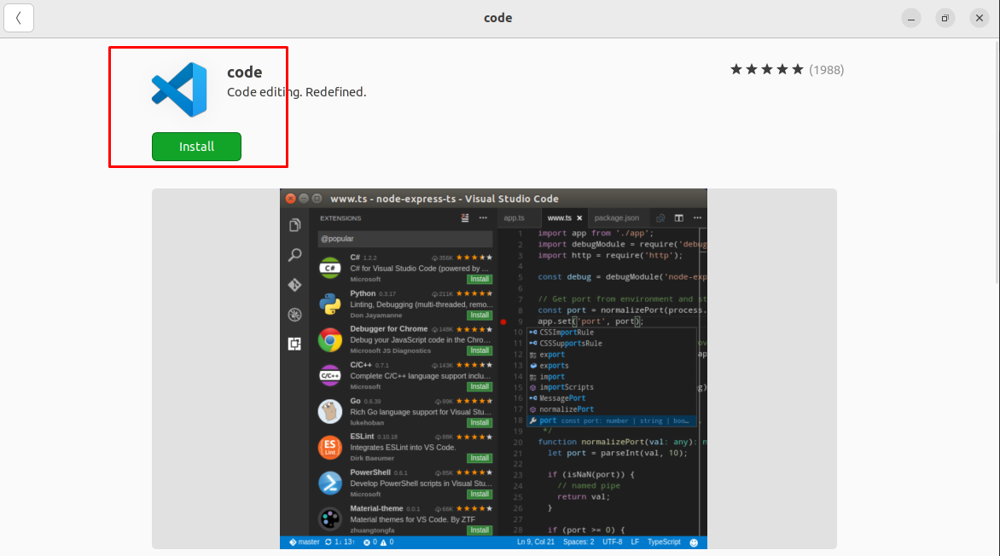 code
code
Code editing. Redefined.
(1988)
Install
www.ts - node-express-ts - Visual Studio Code
EXTENSIONS
@popular
C# 1.2.2 356K
C# for Visual Studio Code (powered by ...
Microsoft Install
Python 0.3.17 211K
Linting, Debugging (multi-threaded, remo...
Don Jayamanne Install
Debugger for Chrome 148K
Debug your JavaScript code in the Chro...
Microsoft JS Diagnostics Install
C/C++ 0.7.1 143K
Complete C/C++ language support inclu...
Microsoft Install
Go 0.6.39 99K
Rich Go language support for Visual Stu...
lukehoban Install
ESLint 0.10.18 88K
Integrates ESLint into VS Code.
Dirk Baeumer Install
PowerShell 0.6.1 85K
Develop PowerShell scripts in Visual Stu...
Microsoft Install
Material-theme 0.0.1 66K
Material themes for VS Code. By ZTF
zhuangtongfa Install
C#
C/C++
ES
Lint
app.ts www.ts package.json
1 import app from './app';
2 import debugModule = require('debug
3 import http = require('http');
4
5 const debug = debugModule('node-exp
6
7 // Get port from environment and st
8 const port = normalizePort(process.
9 app.set('port', port);
10 CSSImportRule
11 CSSSupportsRule ov
12 export ap
13 exports
14 import
15 importScripts g)
16 MessagePort
17 normalizePort
18 port const port: number | string | boo...
19 */
20 function normalizePort(val: any): n
21 let port = parseInt(val, 10);
22
23 if (isNaN(port)) {
24 // named pipe
25 return val;
26 }
27
28 if (port >= 0) {
master 1↓ 13↑ 0 0 Ln 9, Col 21 Spaces: 2 UTF-8 LF TypeScript